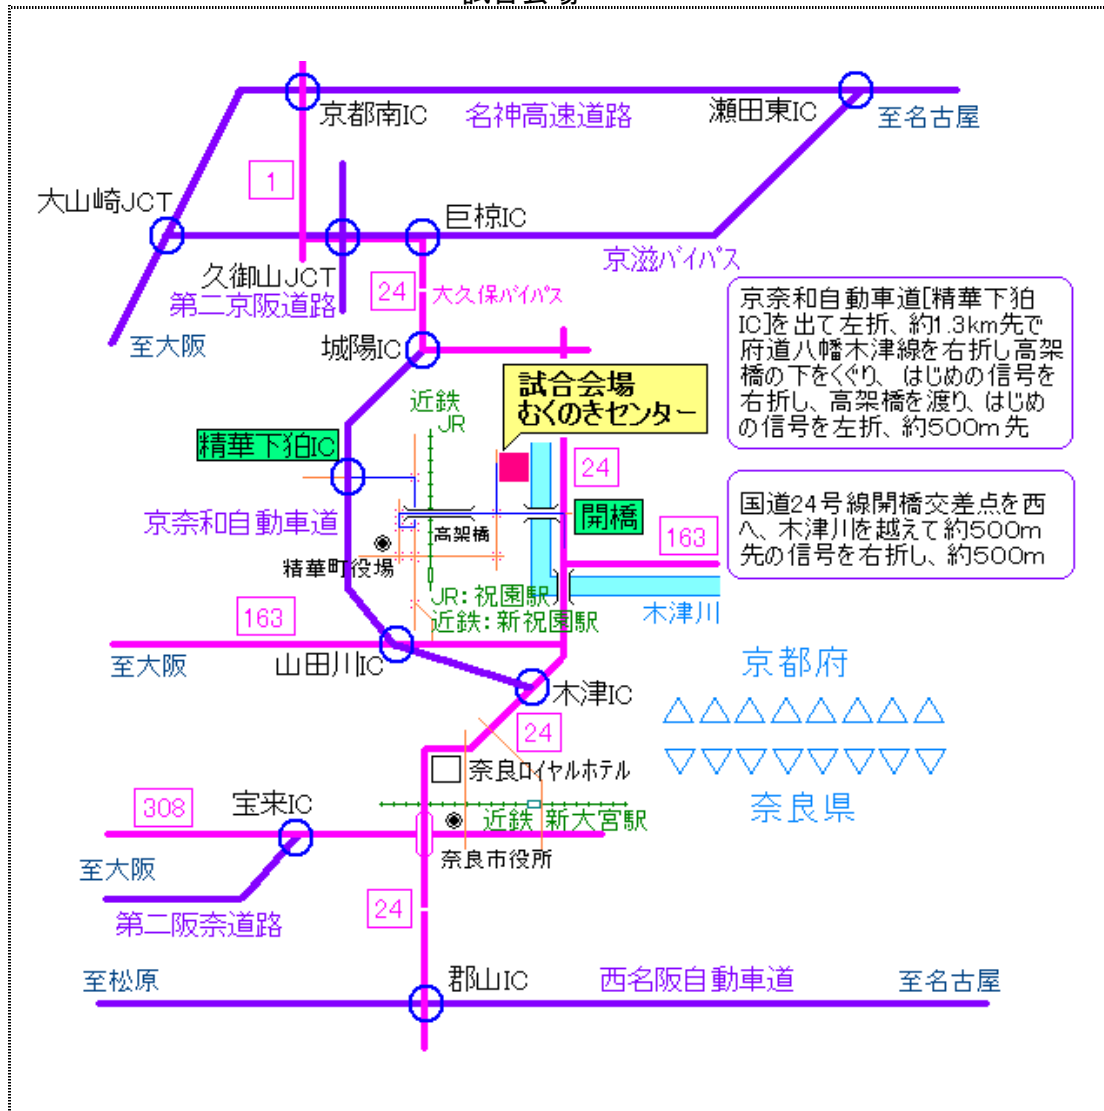 試合会場
京都南IC
名神高速道路
瀬田東IC
至名古屋
1
大山崎JCT
巨椋IC
久御山JCT
京滋バイパス
第二京阪道路
24
大久保バイパス
至大阪
城陽IC
京奈和自動車道[精華下狛
IC]を出て左折、約1.3km先で
府道八幡木津線を右折し高架
橋の下をくぐり、はじめの信号を
右折し、高架橋を渡り、はじめ
の信号を左折、約500m先
試合会場
むくのきセンター
近鉄
JR
精華下狛IC
24
京奈和自動車道
高架橋
開橋
163
国道24号線開橋交差点を西
へ、木津川を越えて約500m
先の信号を右折し、約500m
精華町役場
JR:祝園駅
近鉄:新祝園駅
木津川
163
至大阪
山田川IC
木津IC
京都府
24
奈良ロイヤルホテル
奈良県
308
宝来IC
近鉄 新大宮駅
奈良市役所
至大阪
第二阪奈道路
24
至松原
郡山IC
西名阪自動車道
至名古屋